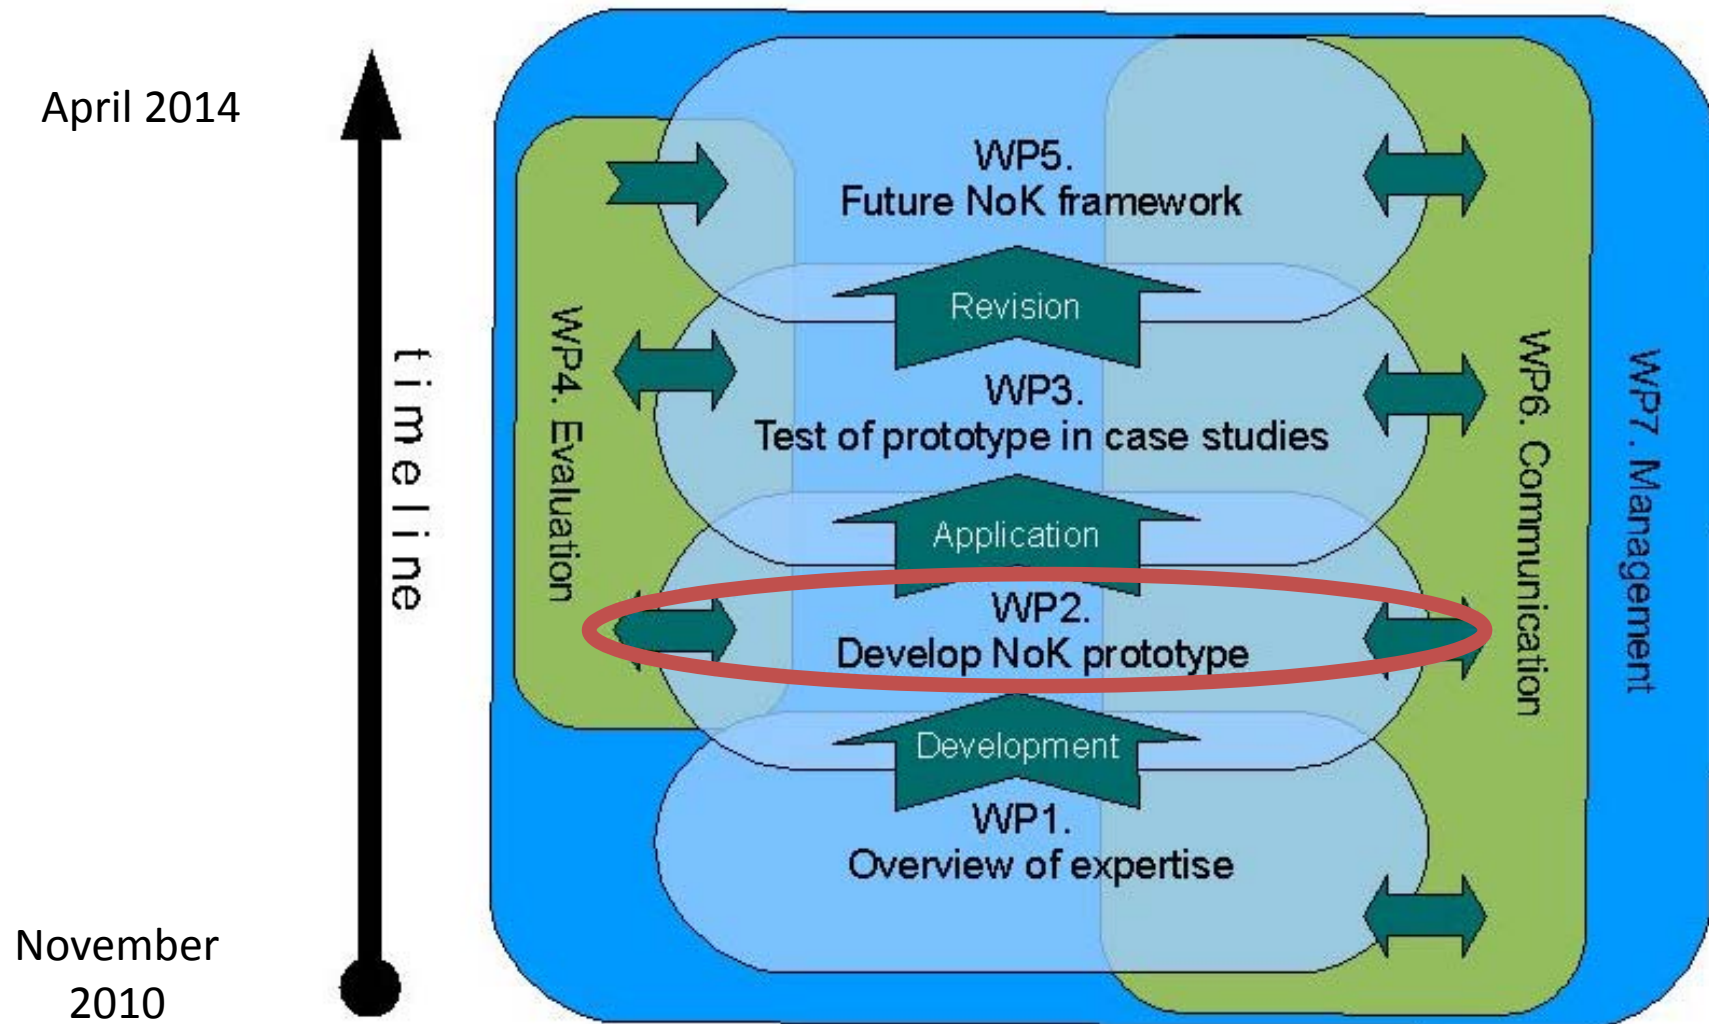 April 2014
November
2010
timeline
WP4. Evaluation
WP5.
Future NoK framework
Revision
WP3.
Test of prototype in case studies
Application
WP2.
Develop NoK prototype
Development
WP1.
Overview of expertise
WP6. Communication
WP7. Management